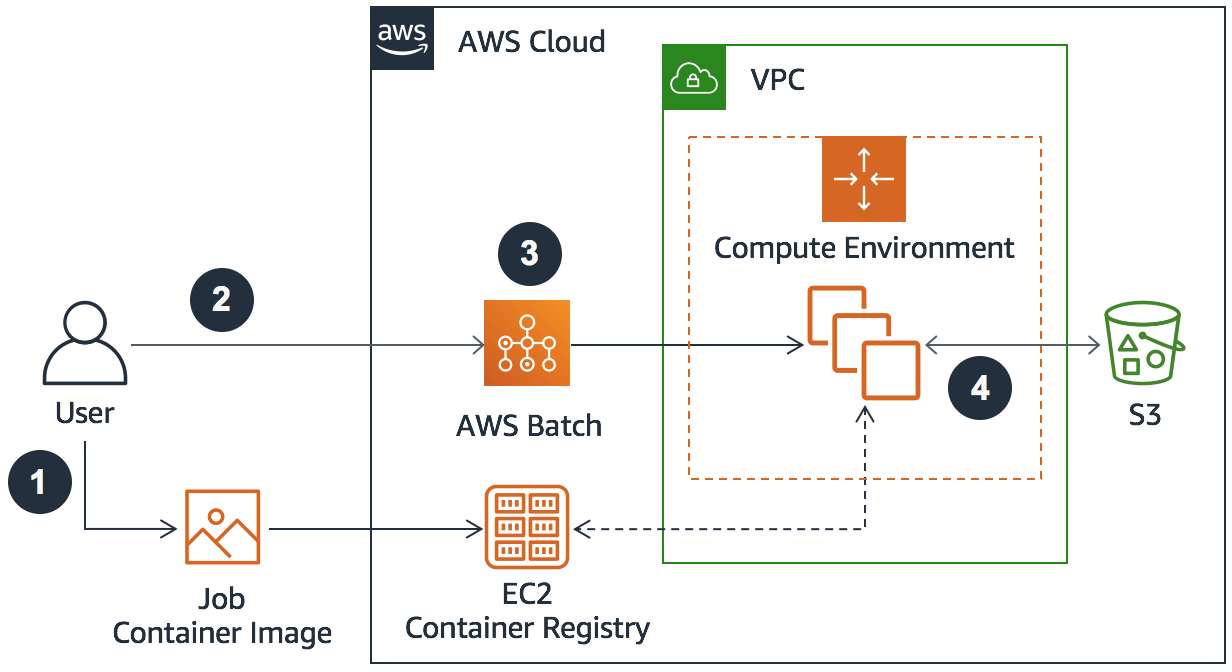 aws
AWS Cloud
VPC
Compute Environment
3
2
4
User
AWS Batch
S3
1
EC2
Container Registry
Job
Container Image